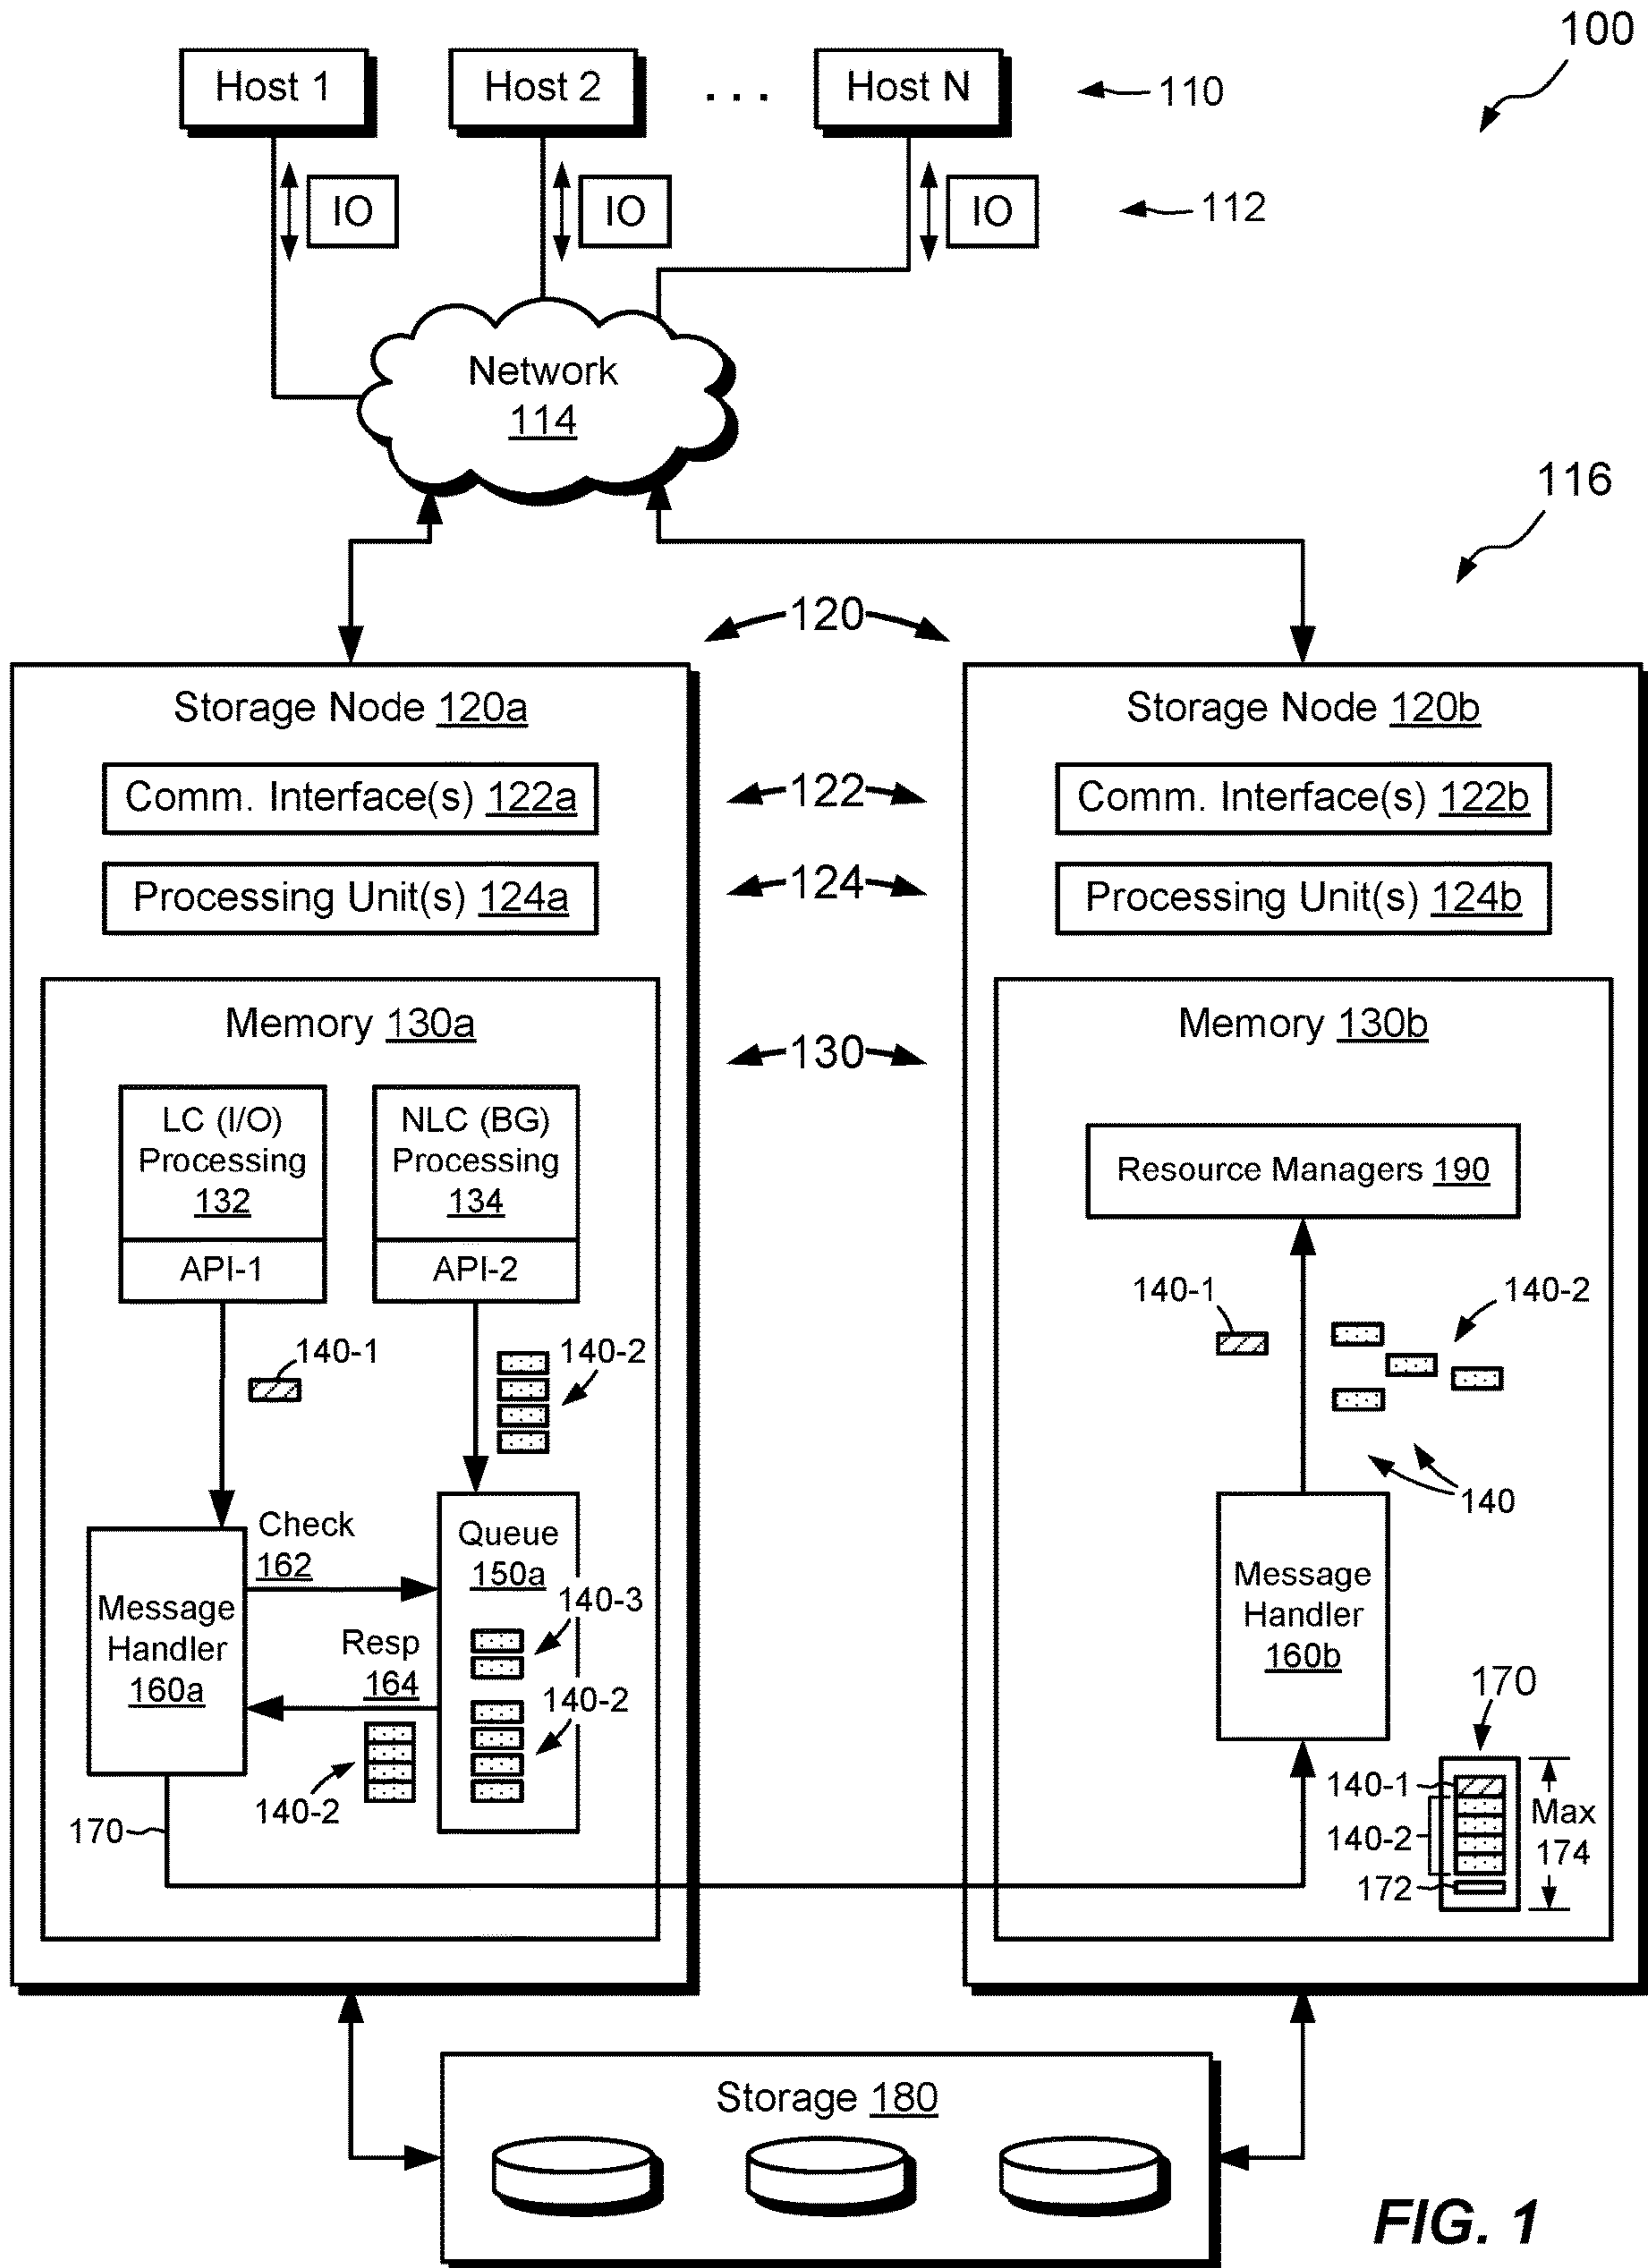 100
Host 1
Host 2
. . .
Host N
110
IO
IO
IO
112
Network
114
116
120
Storage Node 120a
Comm. Interface(s) 122a
Processing Unit(s) 124a
122
124
130
Storage Node 120b
Comm. Interface(s) 122b
Processing Unit(s) 124b
Memory 130a
LC (I/O)
Processing
132
API-1
NLC (BG)
Processing
134
API-2
140-1
140-2
Check
162
Message
Handler
160a
Resp
164
140-2
170
Queue
150a
140-3
140-2
Memory 130b
Resource Managers 190
140-1
140-2
140
Message
Handler
160b
170
140-1
140-2
172
Max
174
Storage 180
FIG. 1